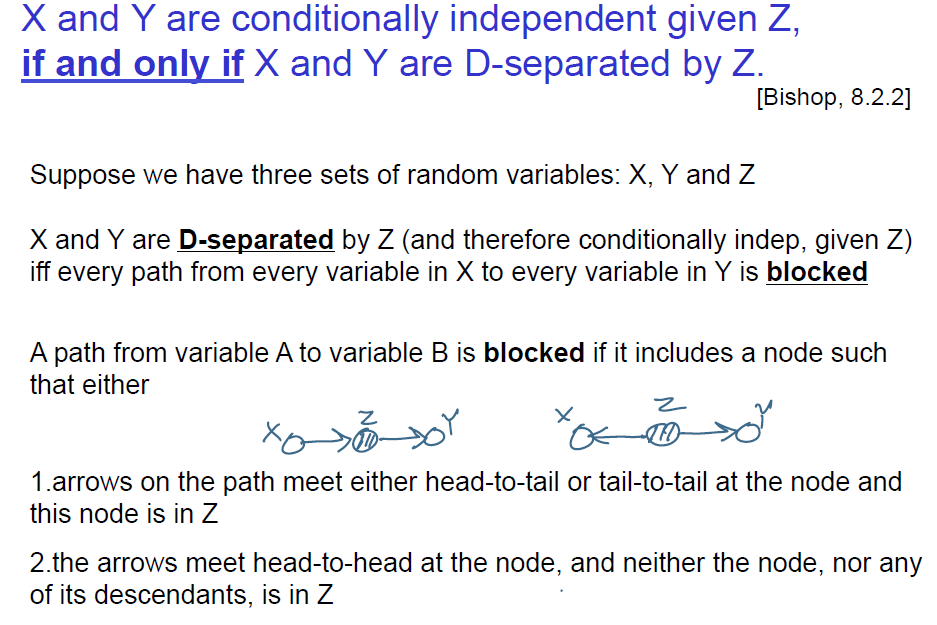 X and Y are conditionally independent given Z,
if and only if X and Y are D-separated by Z.
[Bishop, 8.2.2]
Suppose we have three sets of random variables: X, Y and Z
X and Y are D-separated by Z (and therefore conditionally indep, given Z)
iff every path from every variable in X to every variable in Y is blocked
A path from variable A to variable B is blocked if it includes a node such
that either
X Z Y X Z Y
1.arrows on the path meet either head-to-tail or tail-to-tail at the node and
this node is in Z
2.the arrows meet head-to-head at the node, and neither the node, nor any
of its descendants, is in Z